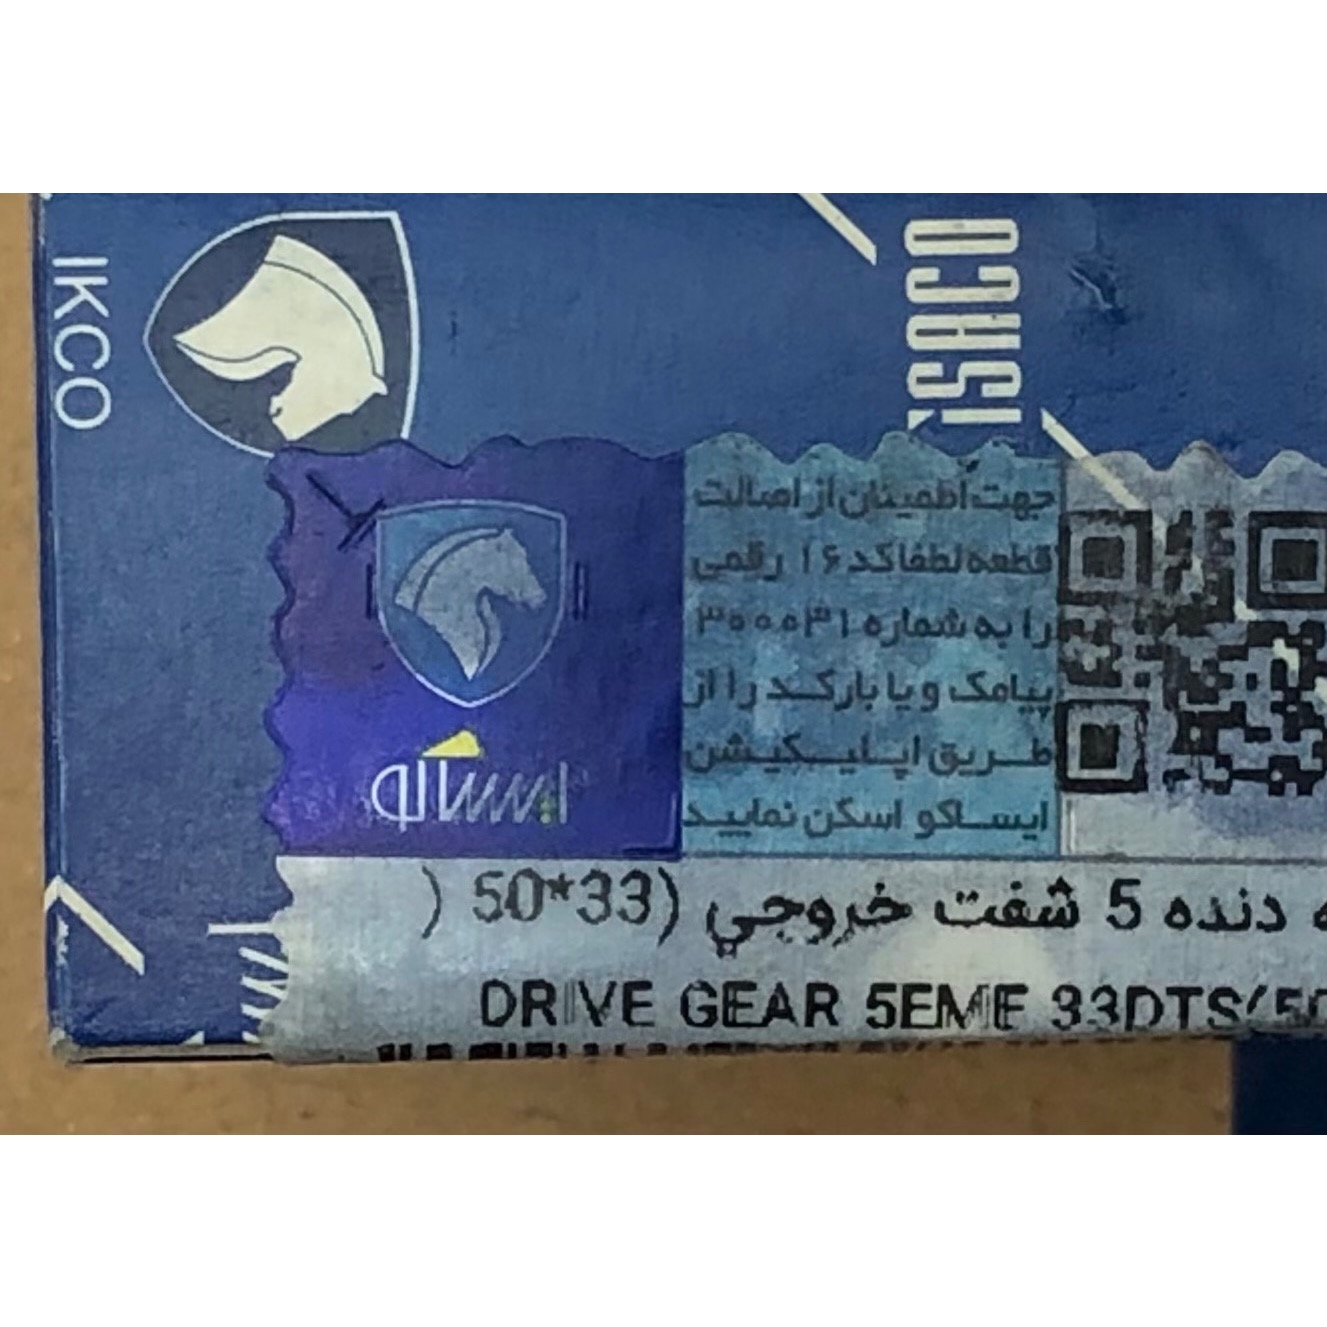 IKCO
ISACO
ایساکو
جهت اطمینان از اصالت
قطعه لطفا کد ۱۶ رقمی
را به شماره ۳۰۰۰۳۱
پیامک و یا بارکد را از
طریق اپلیکیشن
ایساکو اسکن نمایید
دنده 5 شفت خروجي (33*50 )
DRIVE GEAR 5EME 33DTS(50